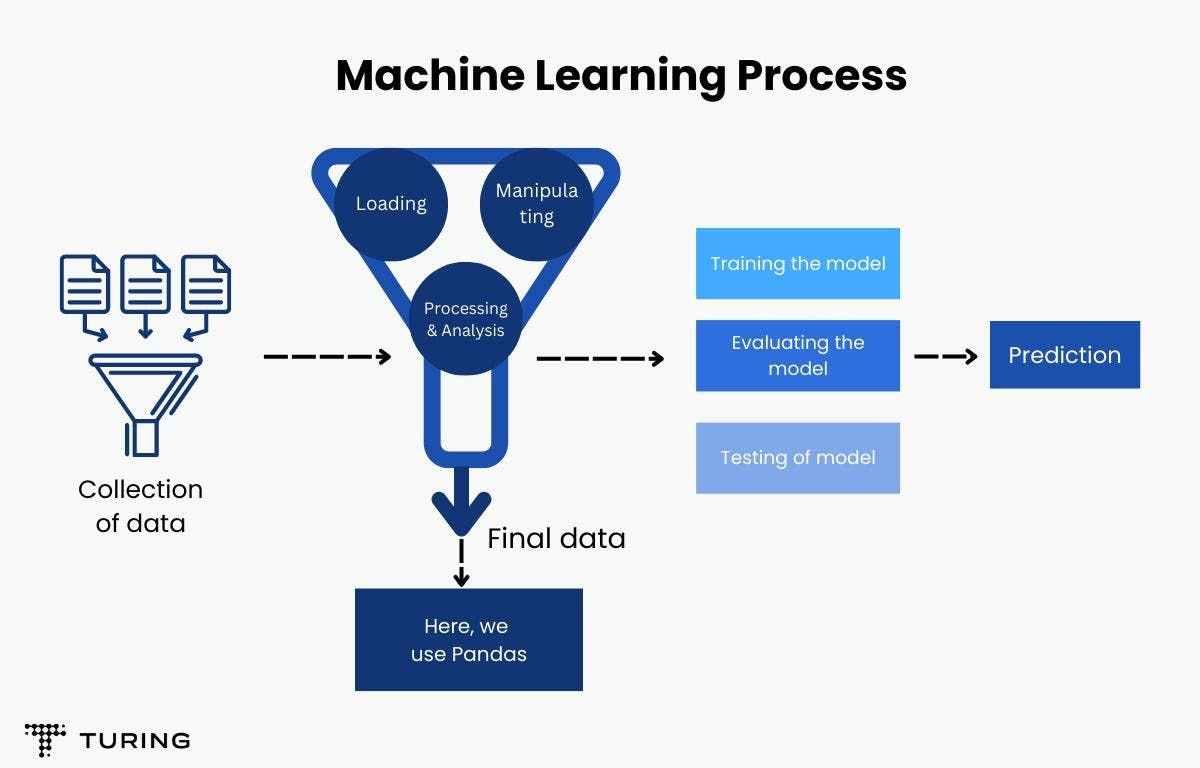 Machine Learning Process
Loading
Manipula
ting
Processing
& Analysis
Collection
of data
Training the model
Evaluating the
model
Testing of model
Prediction
Final data
Here, we
use Pandas
TURING